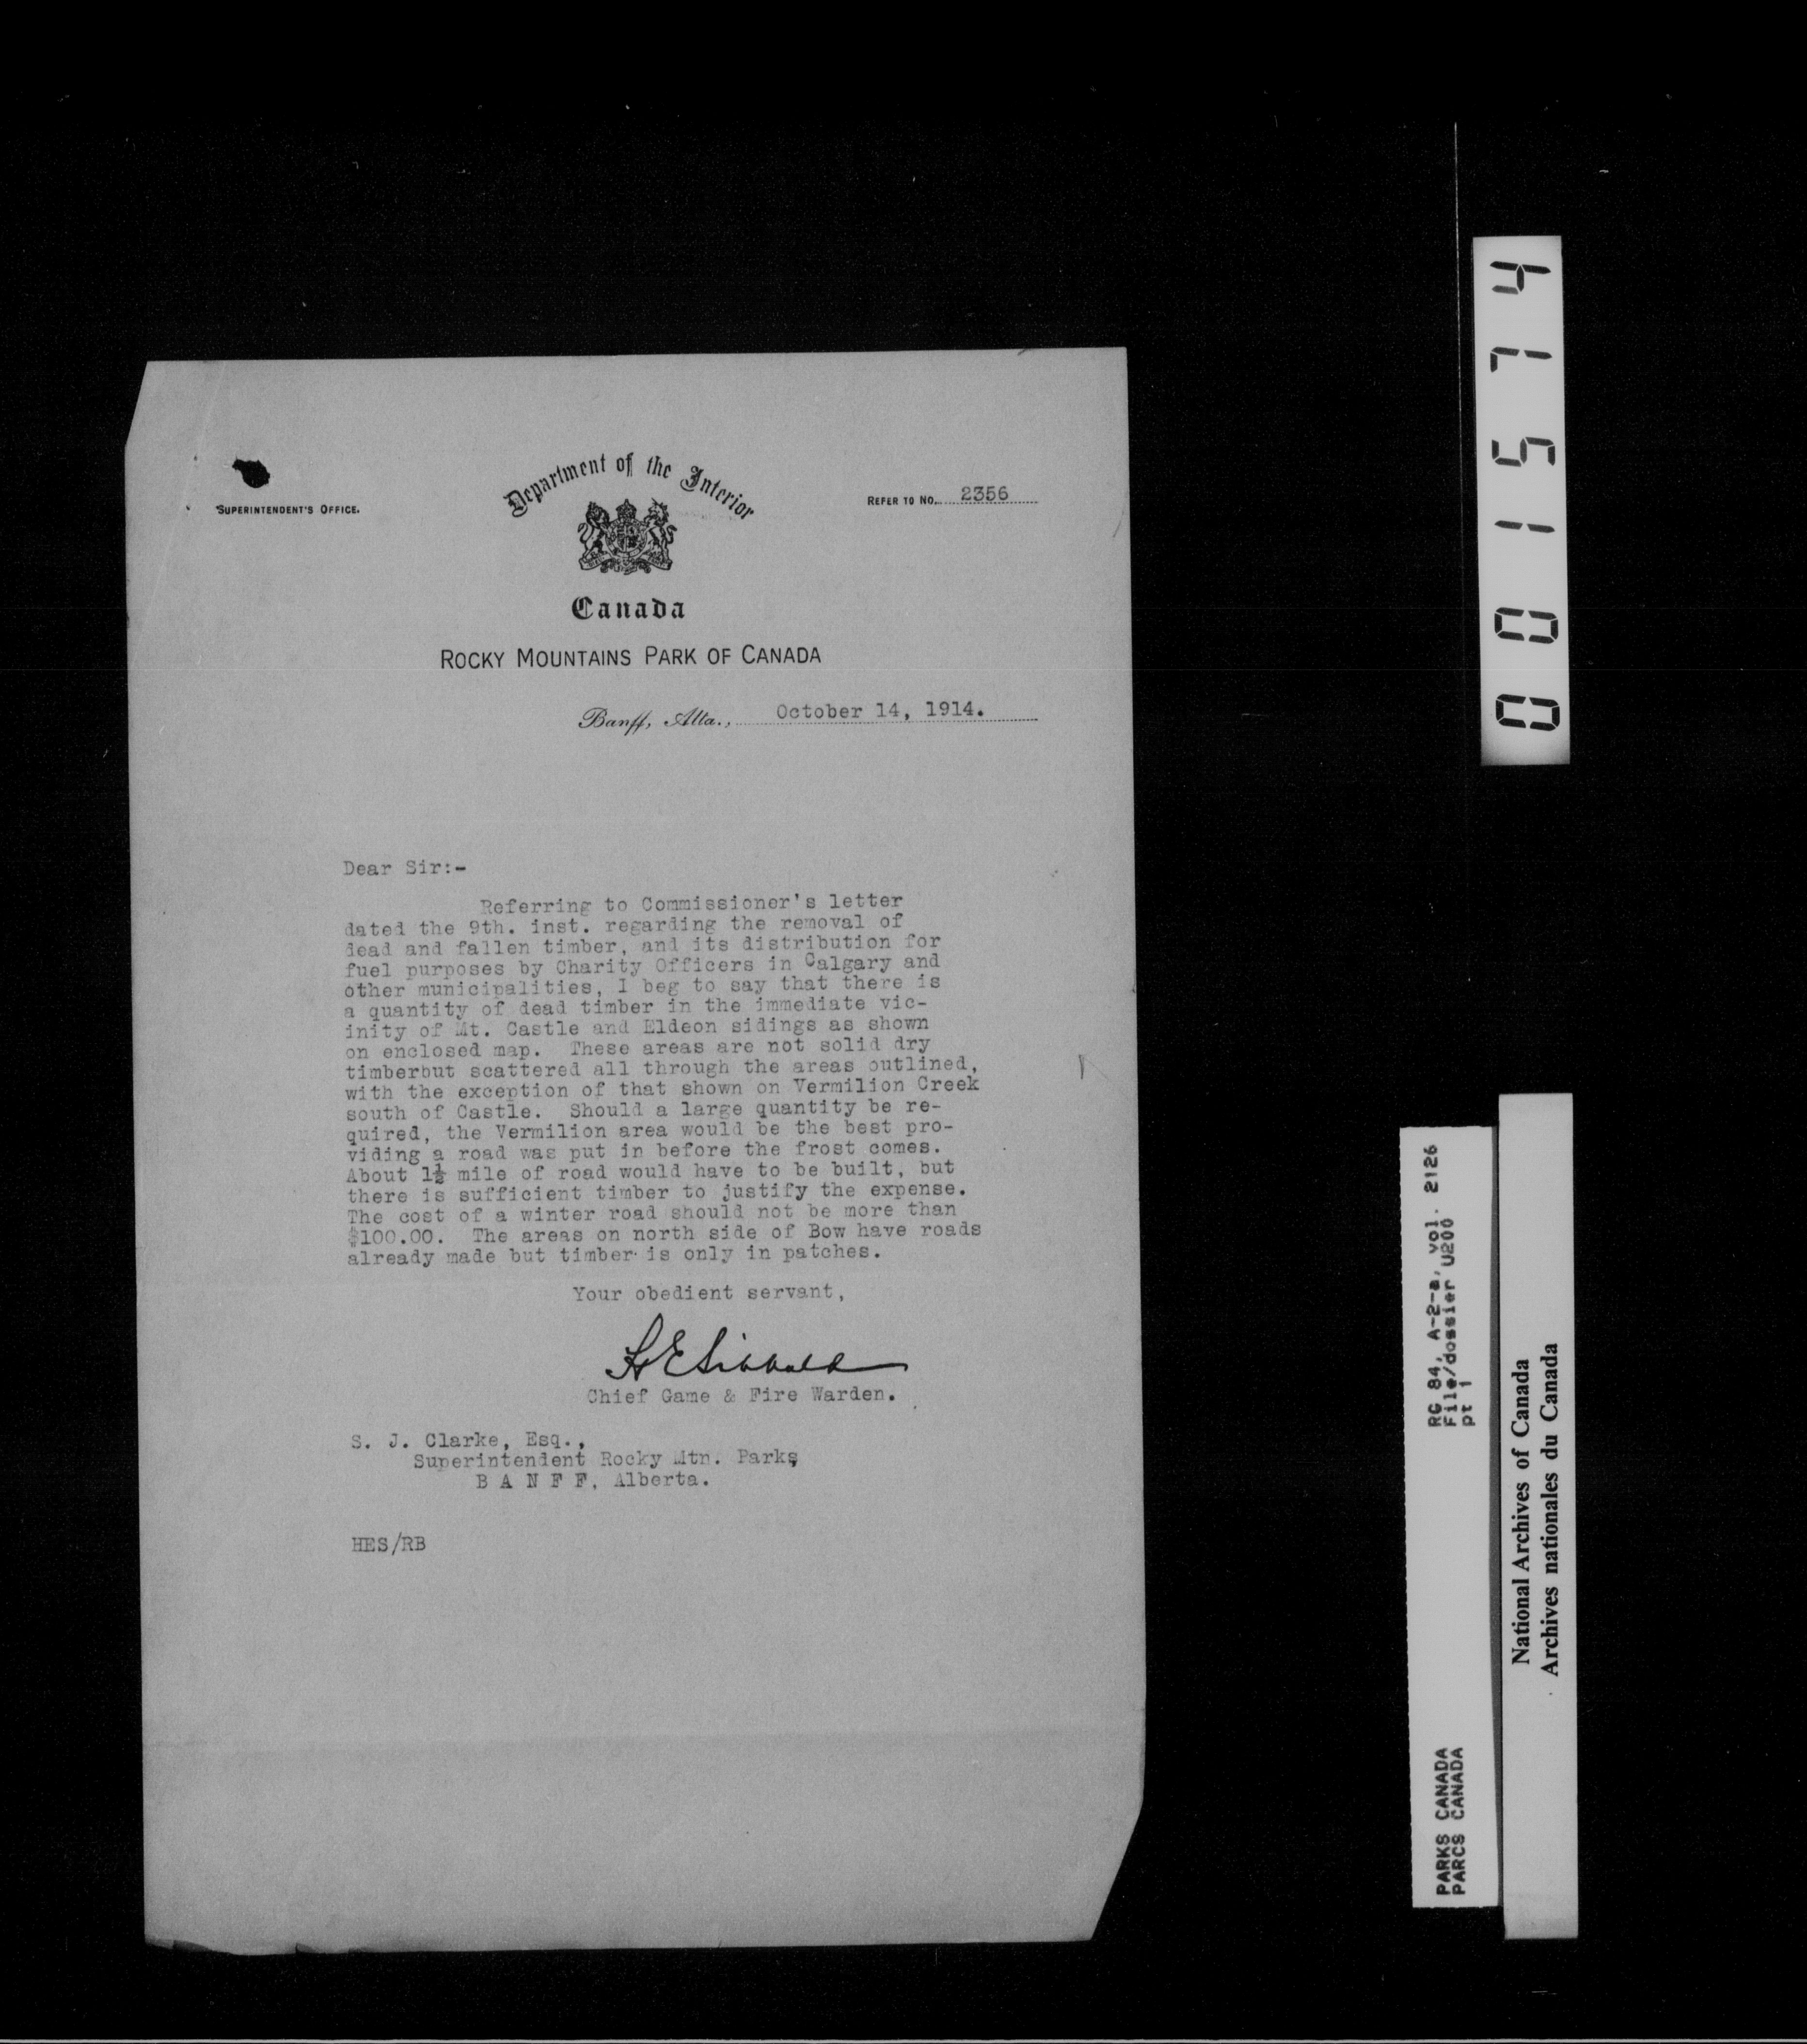 SUPERINTENDENT'S OFFICE.
Department of the Interior
REFER TO NO. 2356
Canada
ROCKY MOUNTAINS PARK OF CANADA
Banff, Alta., October 14, 1914.
Dear Sir:-
Referring to Commissioner's letter
dated the 9th. inst. regarding the removal of
dead and fallen timber, and its distribution for
fuel purposes by Charity Officers in Calgary and
other municipalities, I beg to say that there is
a quantity of dead timber in the immediate vic-
inity of Mt. Castle and Eldeon sidings as shown
on enclosed map. These areas are not solid dry
timberbut scattered all through the areas outlined,
with the exception of that shown on Vermilion Creek
south of Castle. Should a large quantity be re-
quired, the Vermilion area would be the best pro-
viding a road was put in before the frost comes.
About 1½ mile of road would have to be built, but
there is sufficient timber to justify the expense.
The cost of a winter road should not be more than
$100.00. The areas on north side of Bow have roads
already made but timber is only in patches.
Your obedient servant,
H E Sibbald
Chief Game & Fire Warden.
S. J. Clarke, Esq.,
Superintendent Rocky Mtn. Parks,
B A N F F, Alberta.
HES/RB
001574
RG 84, A-2-a, vol. 2126
File/dossier U200
pt 1
PARKS CANADA
PARCS CANADA
National Archives of Canada
Archives nationales du Canada